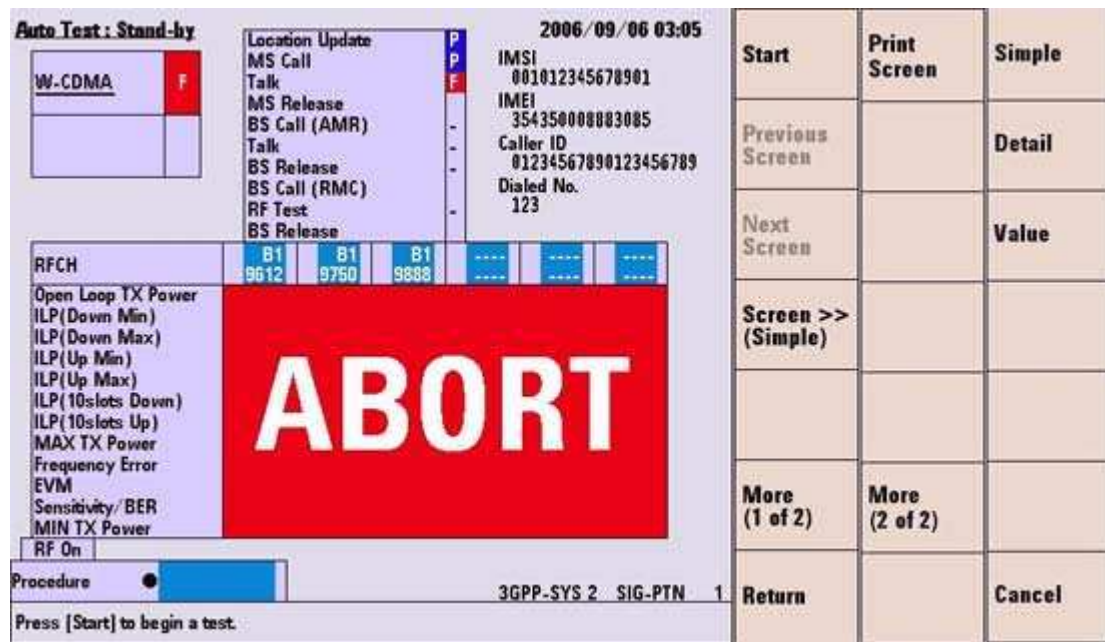 Auto Test : Stand-by
2006/09/06 03:05
W-CDMA F
Location Update P
MS Call P
Talk F
MS Release
BS Call (AMR) -
Talk -
BS Release -
BS Call (RMC)
RF Test -
BS Release
IMSI
001012345678901
IMEI
354350008883085
Caller ID
01234567890123456789
Dialed No.
123
RFCH
B1 B1 B1 ---- ---- ----
9612 9750 9888 ---- ---- ----
Open Loop TX Power
ILP(Down Min)
ILP(Down Max)
ILP(Up Min)
ILP(Up Max)
ILP(10slots Down)
ILP(10slots Up)
MAX TX Power
Frequency Error
EVM
Sensitivity/BER
MIN TX Power
ABORT
RF On
Procedure ●
3GPP-SYS 2 SIG-PTN 1
Press [Start] to begin a test.
Start
Previous
Screen
Next
Screen
Screen >>
(Simple)
More
(1 of 2)
Return
Print
Screen
More
(2 of 2)
Simple
Detail
Value
Cancel